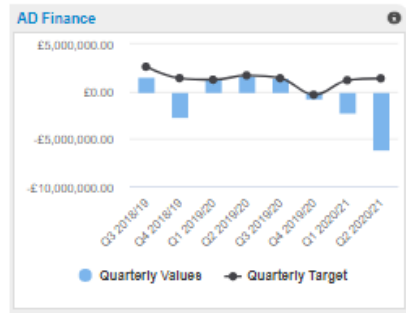 AD Finance
£5,000,000.00
£0.00
-£5,000,000.00
-£10,000,000.00
Q3 2018/19
Q4 2018/19
Q1 2019/20
Q2 2019/20
Q3 2019/20
Q4 2019/20
Q1 2020/21
Q2 2020/21
Quarterly Values
Quarterly Target